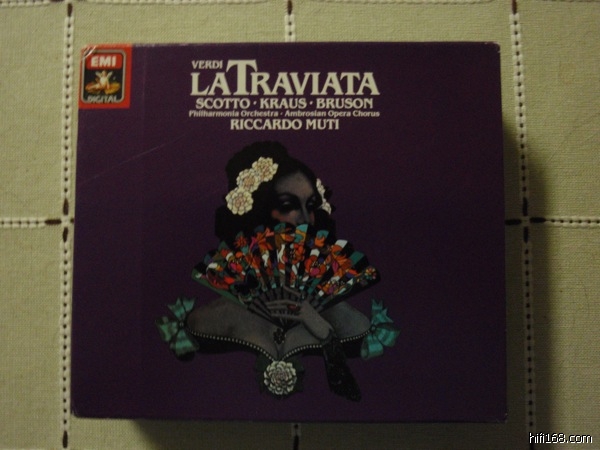 EMI
DIGITAL
VERDI
LA TRAVIATA
SCOTTO · KRAUS · BRUSON
Philharmonia Orchestra · Ambrosian Opera Chorus
RICCARDO MUTI
hifi168.com